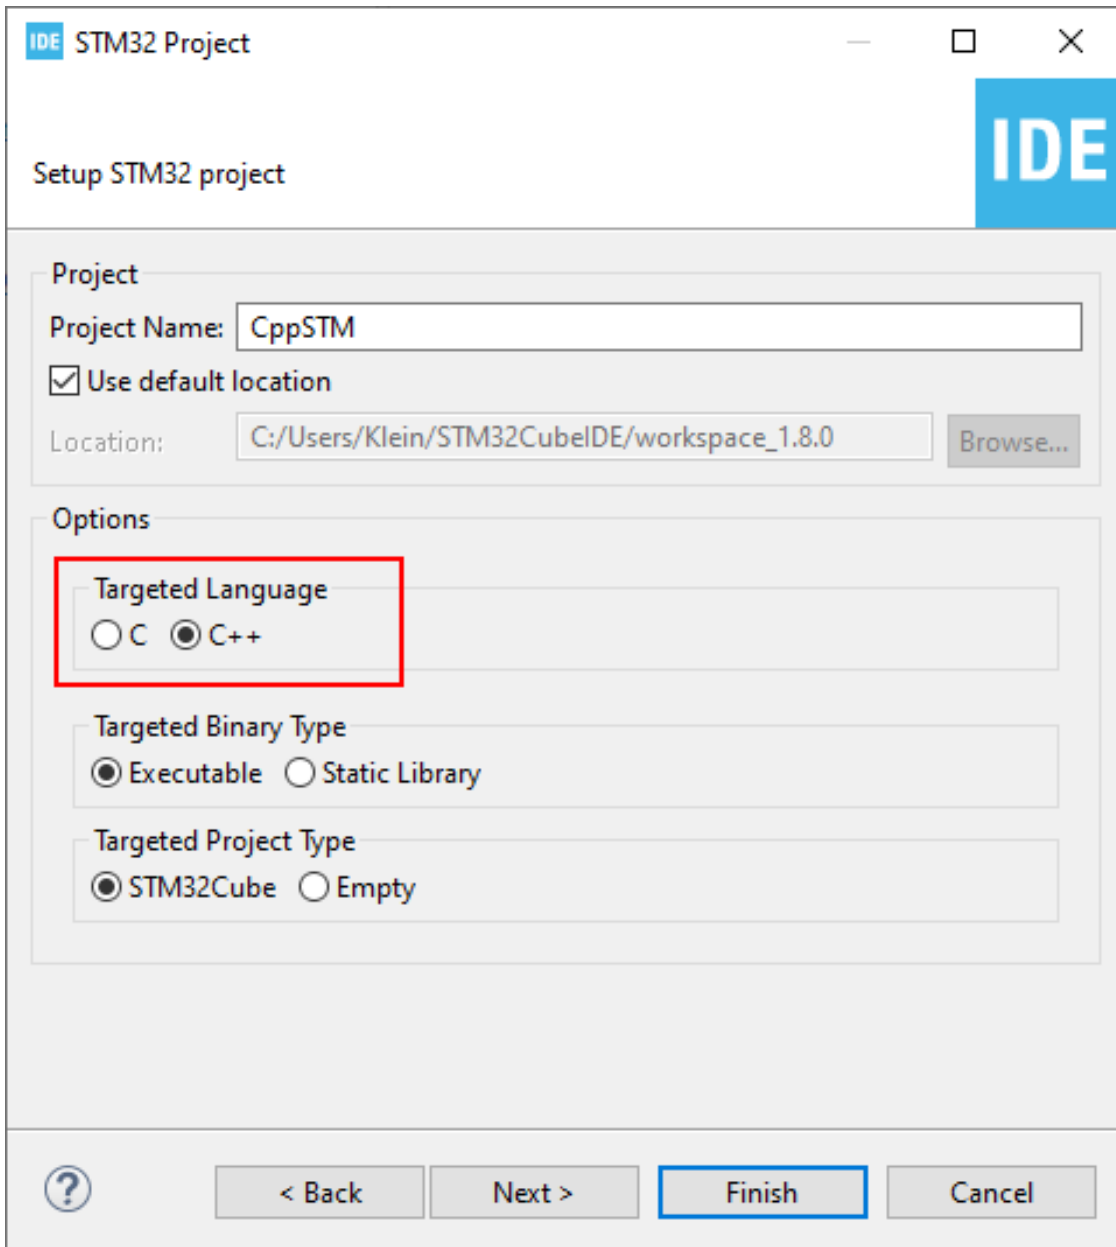 IDE STM32 Project
IDE
Setup STM32 project
Project
Project Name: CppSTM
Use default location
Location: C:/Users/Klein/STM32CubeIDE/workspace_1.8.0 Browse...
Options
Targeted Language
C C++
Targeted Binary Type
Executable Static Library
Targeted Project Type
STM32Cube Empty
? < Back Next > Finish Cancel